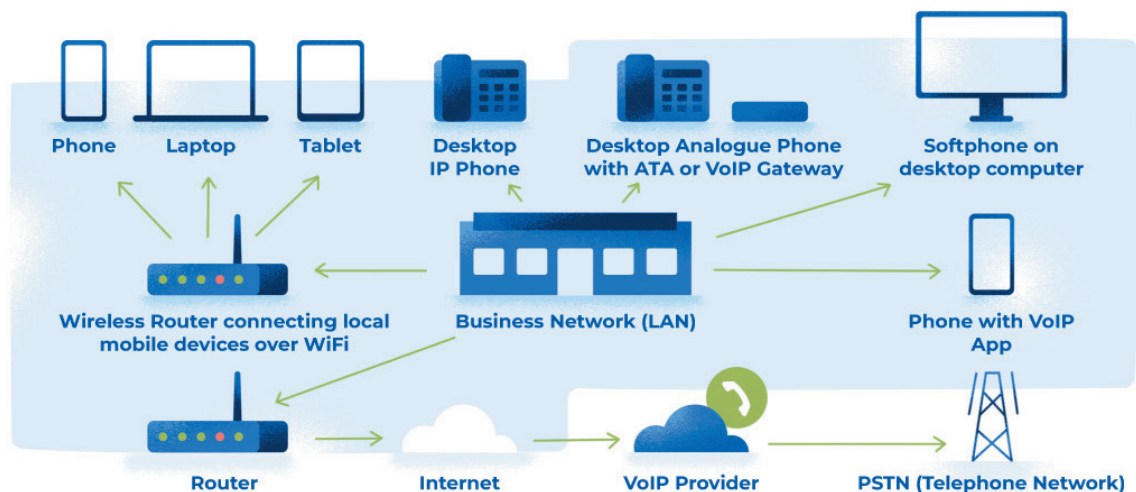 Phone
Laptop
Tablet
Desktop
IP Phone
Desktop Analogue Phone
with ATA or VoIP Gateway
Softphone on
desktop computer
Wireless Router connecting local
mobile devices over WiFi
Business Network (LAN)
Phone with VoIP
App
Router
Internet
VoIP Provider
PSTN (Telephone Network)